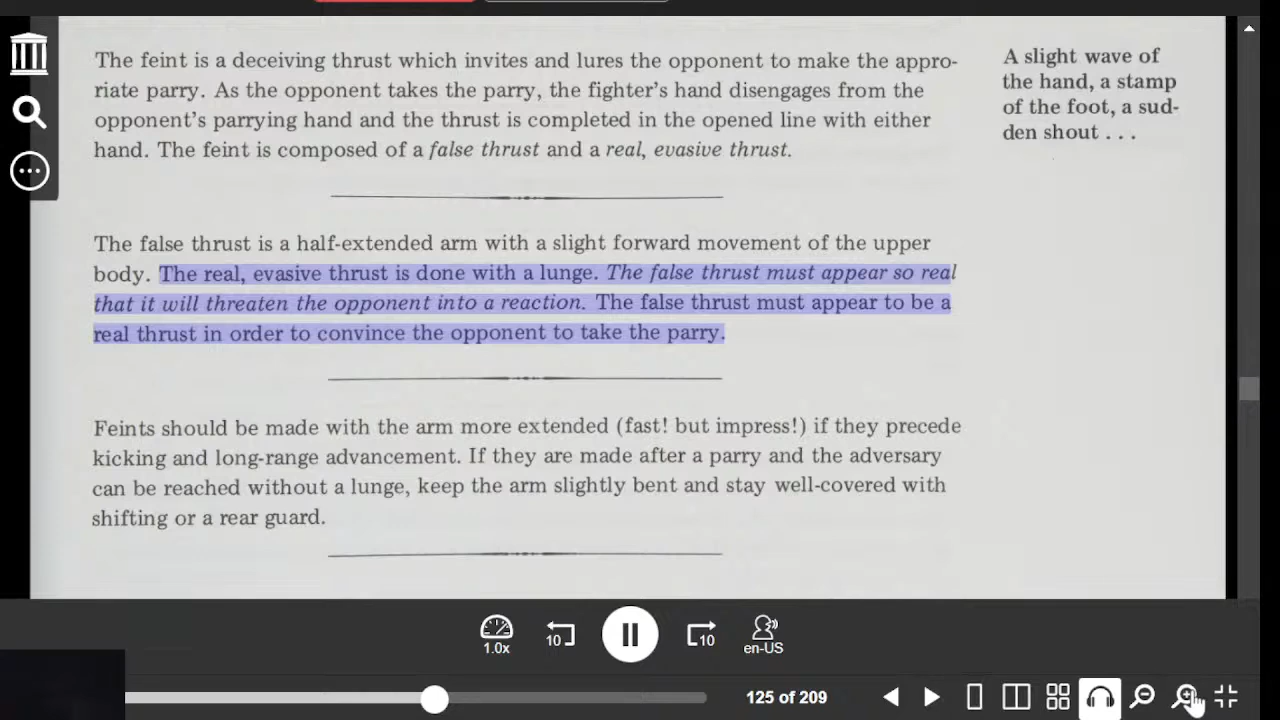 The feint is a deceiving thrust which invites and lures the opponent to make the appro-
riate parry. As the opponent takes the parry, the fighter's hand disengages from the
opponent's parrying hand and the thrust is completed in the opened line with either
hand. The feint is composed of a false thrust and a real, evasive thrust.
A slight wave of
the hand, a stamp
of the foot, a sud-
den shout . . .
The false thrust is a half-extended arm with a slight forward movement of the upper
body. The real, evasive thrust is done with a lunge. The false thrust must appear so real
that it will threaten the opponent into a reaction. The false thrust must appear to be a
real thrust in order to convince the opponent to take the parry.
Feints should be made with the arm more extended (fast! but impress!) if they precede
kicking and long-range advancement. If they are made after a parry and the adversary
can be reached without a lunge, keep the arm slightly bent and stay well-covered with
shifting or a rear guard.
1.0x
10
10
en-US
125 of 209